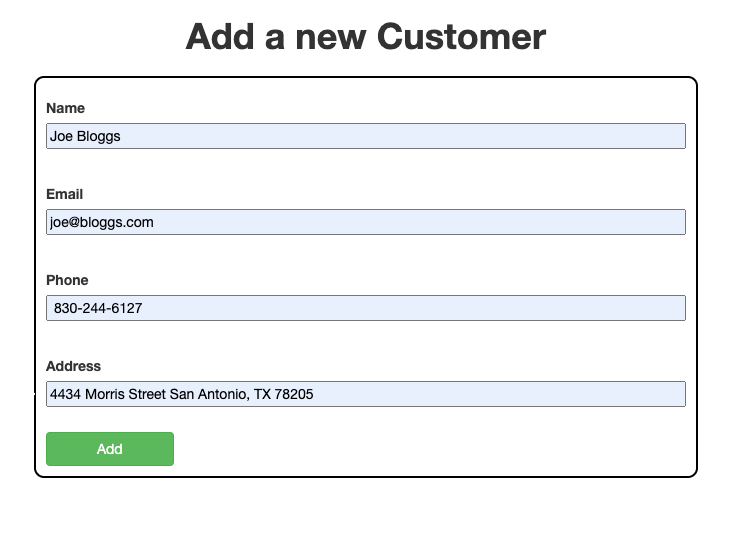 Add a new Customer
Name
Joe Bloggs
Email
joe@bloggs.com
Phone
830-244-6127
Address
4434 Morris Street San Antonio, TX 78205
Add